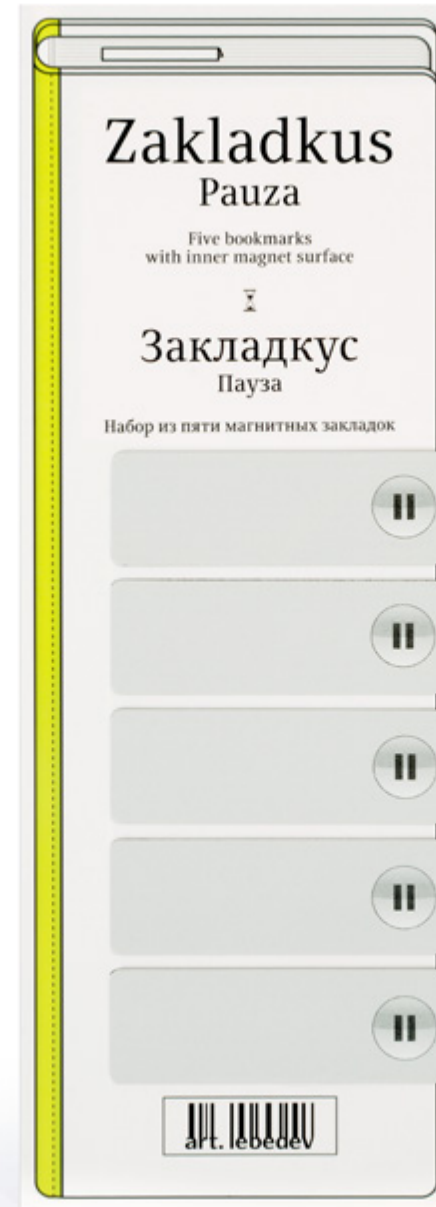 Zakladkus
Pauza
Five bookmarks
with inner magnet surface
Закладкус
Пауза
Набор из пяти магнитных закладок
art. lebedev